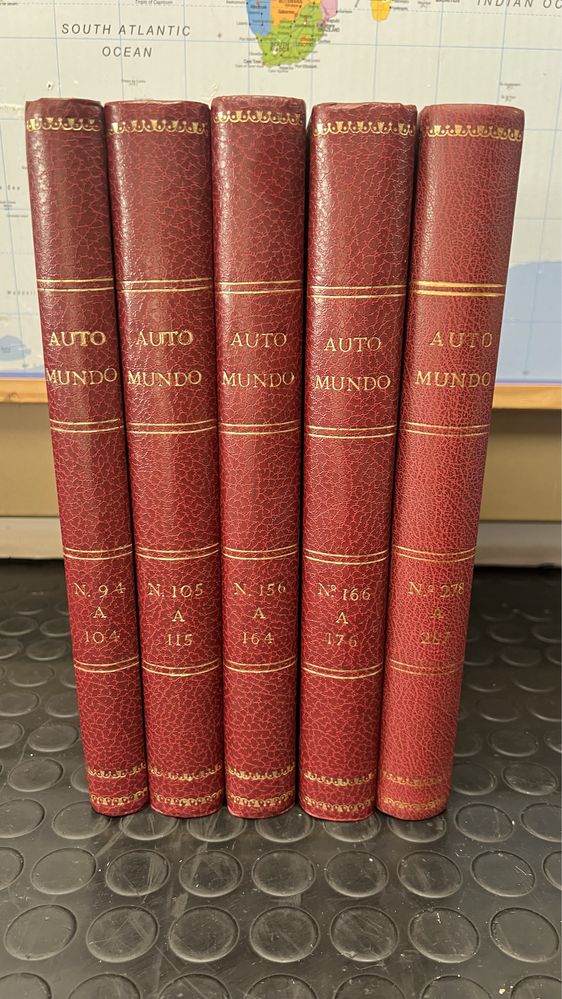 SOUTH ATLANTIC
OCEAN
INDIAN OC
AUTO
MUNDO
N. 94
A
104
AUTO
MUNDO
N. 105
A
115
AUTO
MUNDO
N. 156
A
164
AUTO
MUNDO
Nº 166
A
176
AUTO
MUNDO
N.º 278
A